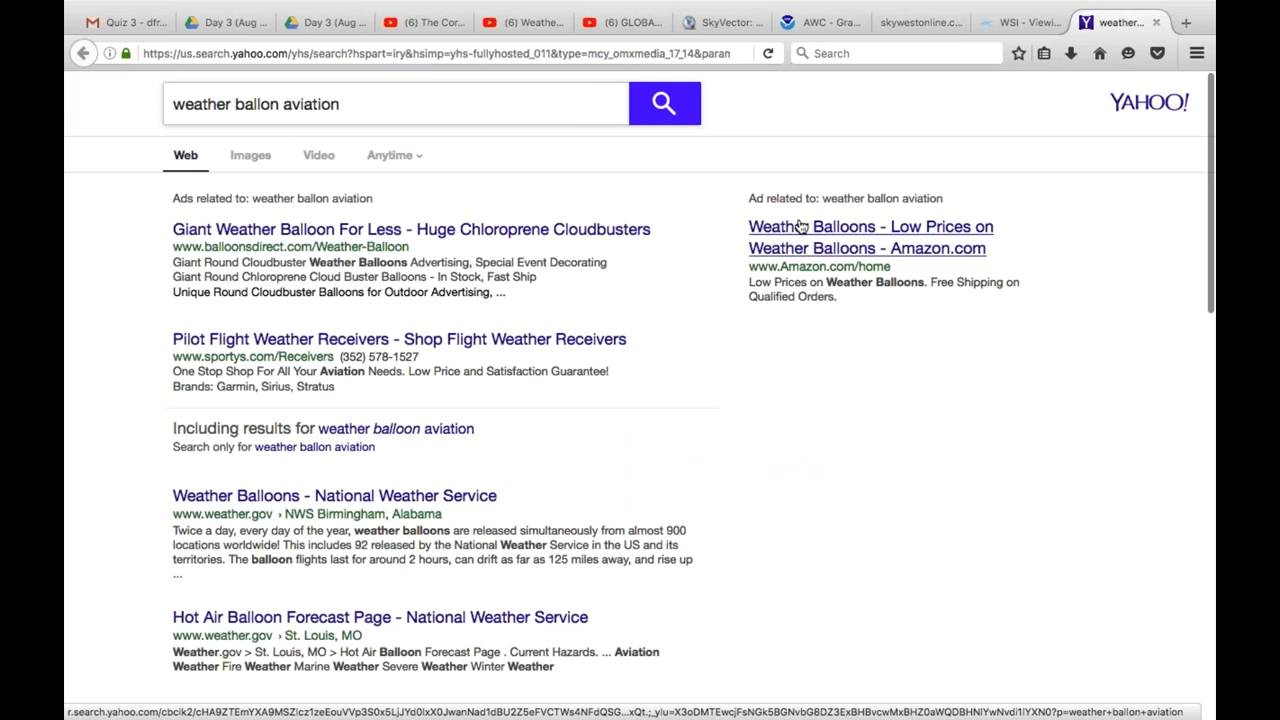 Quiz 3 - dfr...
Day 3 (Aug ...
Day 3 (Aug ...
(6) The Cor...
(6) Weathe...
(6) GLOBA...
SkyVector: ...
AWC - Gra...
skywestonline.c...
WSI - Viewi...
weather...
https://us.search.yahoo.com/yhs/search?hspart=iry&hsimp=yhs-fullyhosted_011&type=mcy_omxmedia_17_14&param
Search
weather ballon aviation
YAHOO!
Web
Images
Video
Anytime
Ads related to: weather ballon aviation
Giant Weather Balloon For Less - Huge Chloroprene Cloudbusters
www.balloonsdirect.com/Weather-Balloon
Giant Round Cloudbuster Weather Balloons Advertising, Special Event Decorating
Giant Round Chloroprene Cloud Buster Balloons - In Stock, Fast Ship
Unique Round Cloudbuster Balloons for Outdoor Advertising, ...
Pilot Flight Weather Receivers - Shop Flight Weather Receivers
www.sportys.com/Receivers (352) 578-1527
One Stop Shop For All Your Aviation Needs. Low Price and Satisfaction Guarantee!
Brands: Garmin, Sirius, Stratus
Including results for weather balloon aviation
Search only for weather ballon aviation
Weather Balloons - National Weather Service
www.weather.gov › NWS Birmingham, Alabama
Twice a day, every day of the year, weather balloons are released simultaneously from almost 900
locations worldwide! This includes 92 released by the National Weather Service in the US and its
territories. The balloon flights last for around 2 hours, can drift as far as 125 miles away, and rise up
...
Hot Air Balloon Forecast Page - National Weather Service
www.weather.gov › St. Louis, MO
Weather.gov > St. Louis, MO > Hot Air Balloon Forecast Page . Current Hazards. ... Aviation
Weather Fire Weather Marine Weather Severe Weather Winter Weather
Ad related to: weather ballon aviation
Weather Balloons - Low Prices on
Weather Balloons - Amazon.com
www.Amazon.com/home
Low Prices on Weather Balloons. Free Shipping on
Qualified Orders.